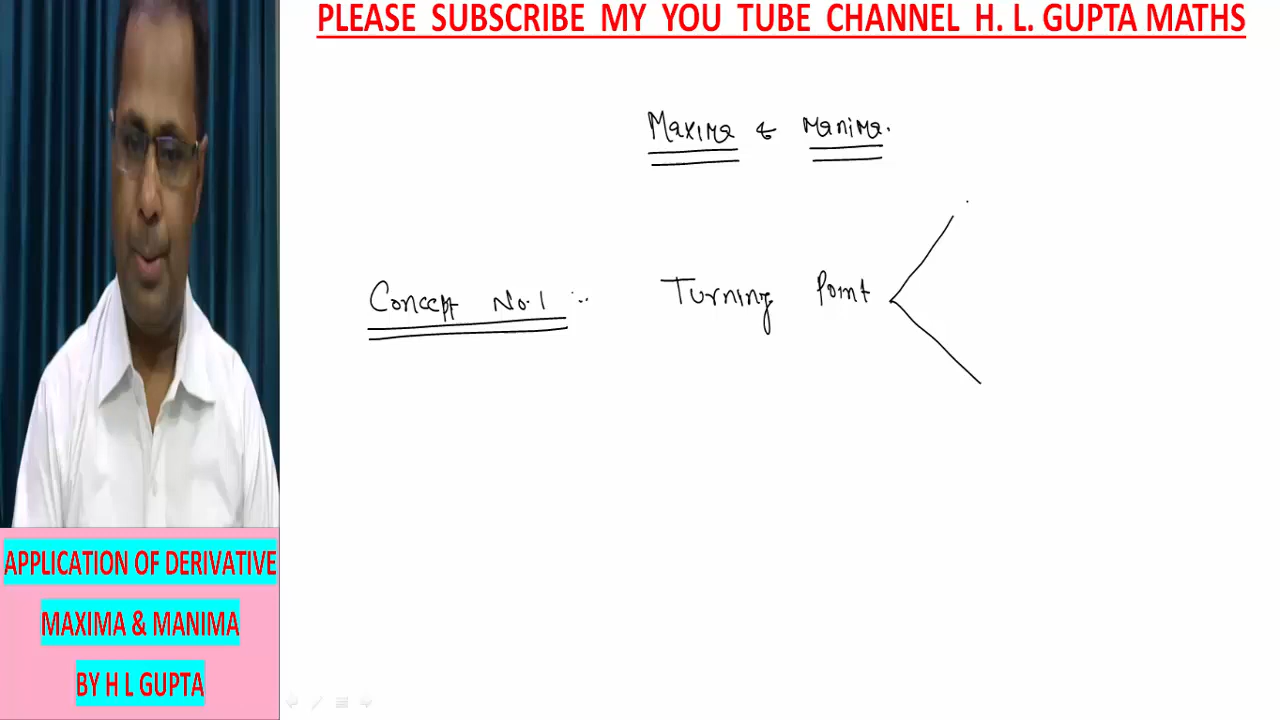 PLEASE SUBSCRIBE MY YOU TUBE CHANNEL H. L. GUPTA MATHS
Maxima & Manima.
Concept No. 1 :- Turning Point
APPLICATION OF DERIVATIVE
MAXIMA & MANIMA
BY H L GUPTA